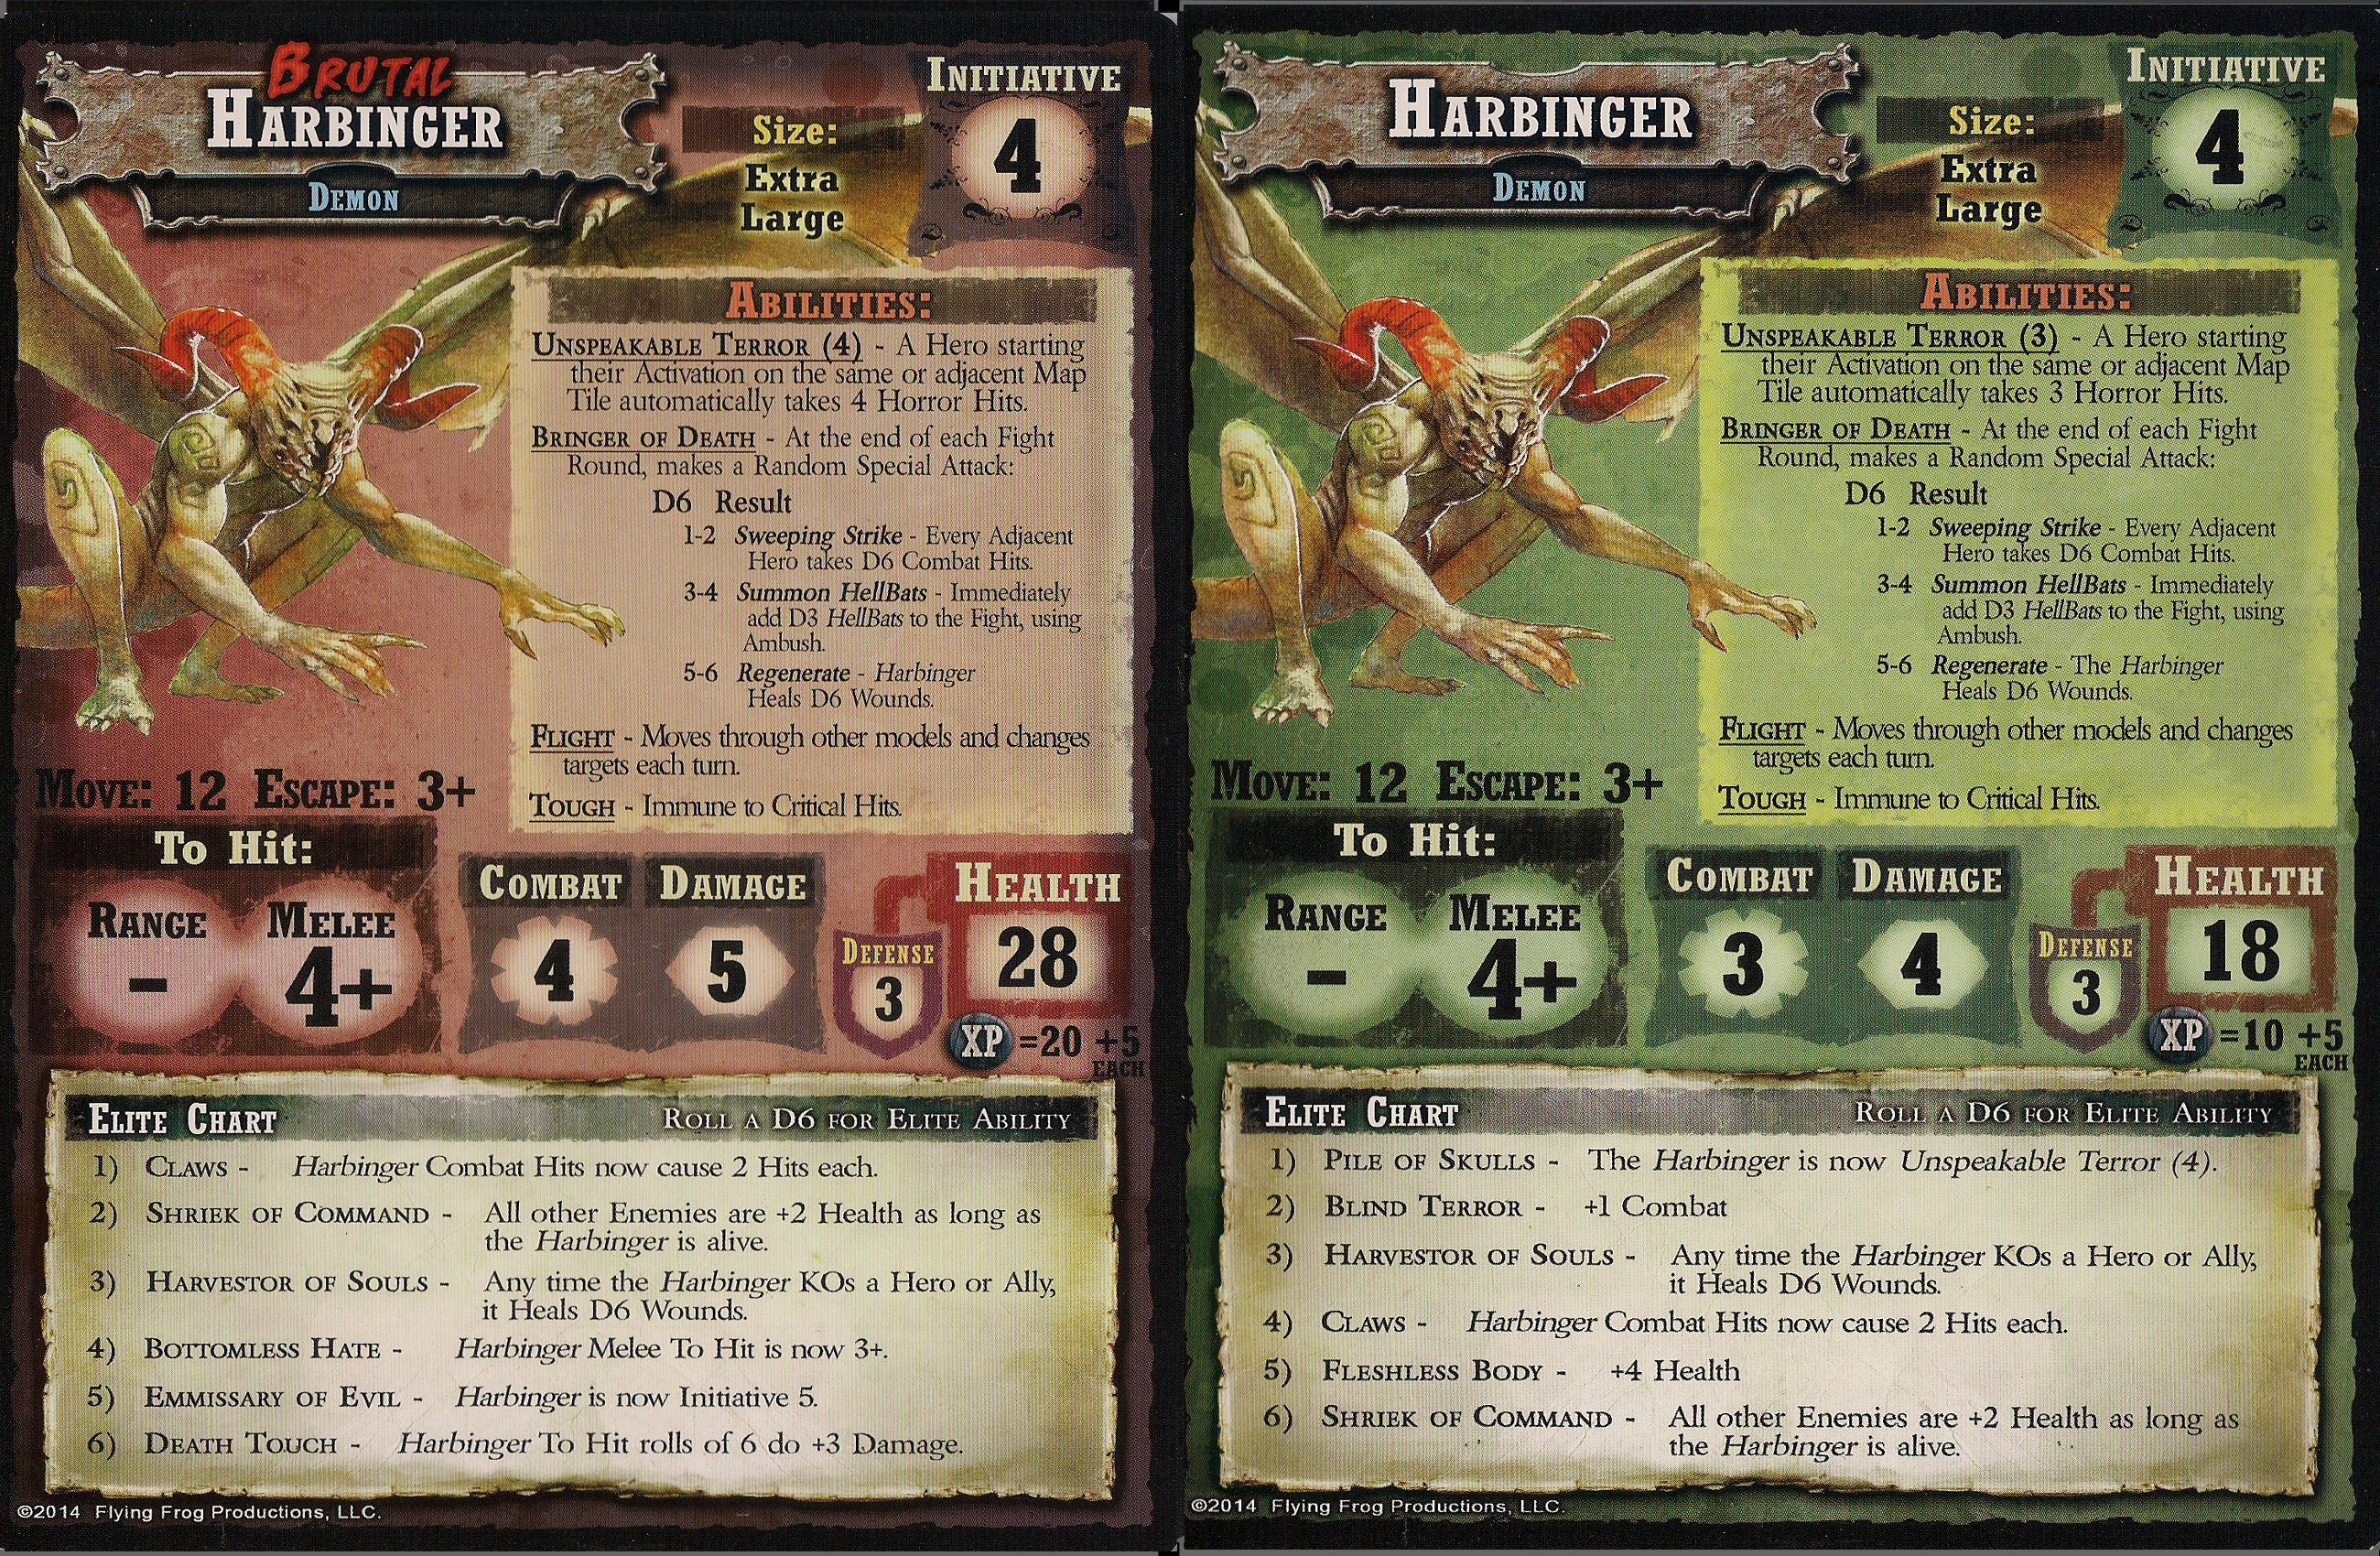 BRUTAL
HARBINGER
DEMON
Size:
Extra
Large
INITIATIVE
4
ABILITIES:
UNSPEAKABLE TERROR (4) - A Hero starting
their Activation on the same or adjacent Map
Tile automatically takes 4 Horror Hits.
BRINGER OF DEATH - At the end of each Fight
Round, makes a Random Special Attack:
D6 Result
1-2 Sweeping Strike - Every Adjacent
Hero takes D6 Combat Hits.
3-4 Summon HellBats - Immediately
add D3 HellBats to the Fight, using
Ambush.
5-6 Regenerate - Harbinger
Heals D6 Wounds.
FLIGHT - Moves through other models and changes
targets each turn.
TOUGH - Immune to Critical Hits.
MOVE: 12 ESCAPE: 3+
To Hit:
RANGE MELEE
- 4+
COMBAT
4
DAMAGE
5
DEFENSE
3
HEALTH
28
XP =20 +5
EACH
ELITE CHART ROLL A D6 FOR ELITE ABILITY
1) CLAWS - Harbinger Combat Hits now cause 2 Hits each.
2) SHRIEK OF COMMAND - All other Enemies are +2 Health as long as
the Harbinger is alive.
3) HARVESTOR OF SOULS - Any time the Harbinger KOs a Hero or Ally,
it Heals D6 Wounds.
4) BOTTOMLESS HATE - Harbinger Melee To Hit is now 3+.
5) EMMISSARY OF EVIL - Harbinger is now Initiative 5.
6) DEATH TOUCH - Harbinger To Hit rolls of 6 do +3 Damage.
©2014 Flying Frog Productions, LLC.
HARBINGER
DEMON
Size:
Extra
Large
INITIATIVE
4
ABILITIES:
UNSPEAKABLE TERROR (3) - A Hero starting
their Activation on the same or adjacent Map
Tile automatically takes 3 Horror Hits.
BRINGER OF DEATH - At the end of each Fight
Round, makes a Random Special Attack:
D6 Result
1-2 Sweeping Strike - Every Adjacent
Hero takes D6 Combat Hits.
3-4 Summon HellBats - Immediately
add D3 HellBats to the Fight, using
Ambush.
5-6 Regenerate - The Harbinger
Heals D6 Wounds.
FLIGHT - Moves through other models and changes
targets each turn.
TOUGH - Immune to Critical Hits.
MOVE: 12 ESCAPE: 3+
To Hit:
RANGE MELEE
- 4+
COMBAT
3
DAMAGE
4
DEFENSE
3
HEALTH
18
XP =10 +5
EACH
ELITE CHART ROLL A D6 FOR ELITE ABILITY
1) PILE OF SKULLS - The Harbinger is now Unspeakable Terror (4).
2) BLIND TERROR - +1 Combat
3) HARVESTOR OF SOULS - Any time the Harbinger KOs a Hero or Ally,
it Heals D6 Wounds.
4) CLAWS - Harbinger Combat Hits now cause 2 Hits each.
5) FLESHLESS BODY - +4 Health
6) SHRIEK OF COMMAND - All other Enemies are +2 Health as long as
the Harbinger is alive.
©2014 Flying Frog Productions, LLC.